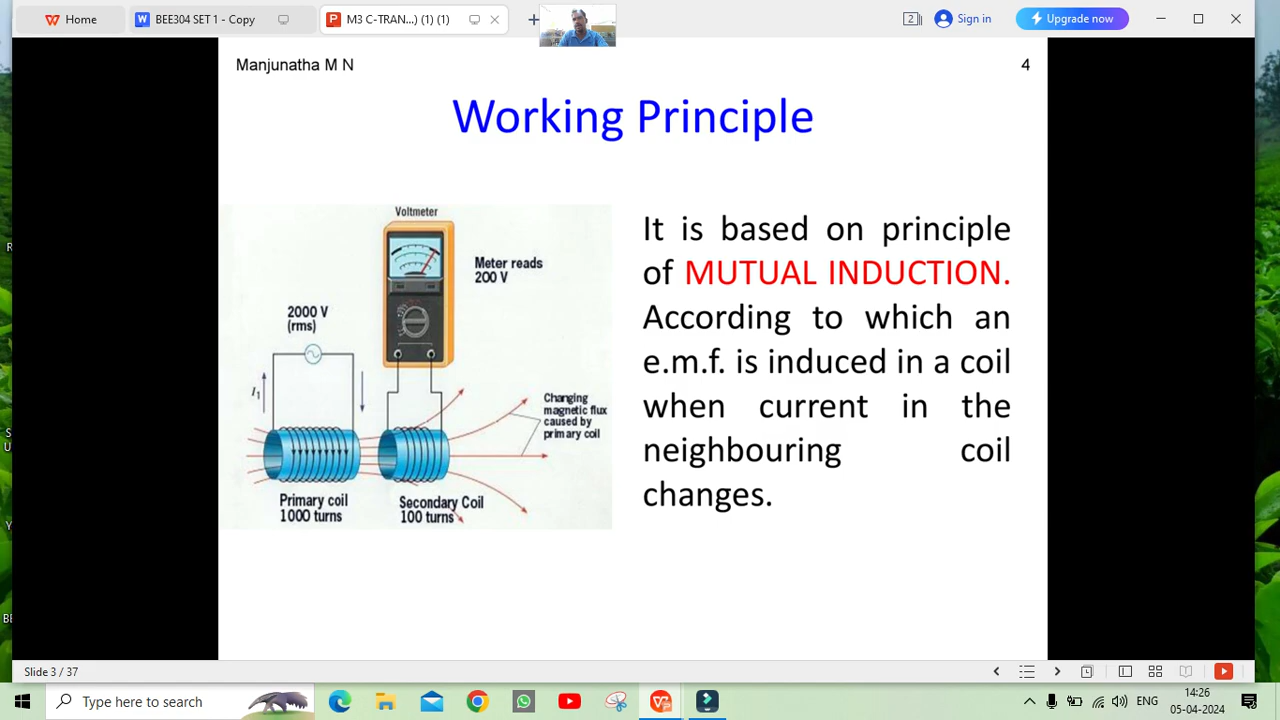 Home
BEE304 SET 1 - Copy
M3 C-TRAN...) (1) (1)
2
Sign in
Upgrade now
Manjunatha M N
4
Working Principle
Voltmeter
Meter reads
200 V
2000 V
(rms)
I1
Changing
magnetic flux
caused by
primary coil
Primary coil
1000 turns
Secondary Coil
100 turns
It is based on principle
of MUTUAL INDUCTION.
According to which an
e.m.f. is induced in a coil
when current in the
neighbouring coil
changes.
Slide 3 / 37
Type here to search
ENG
14:26
05-04-2024